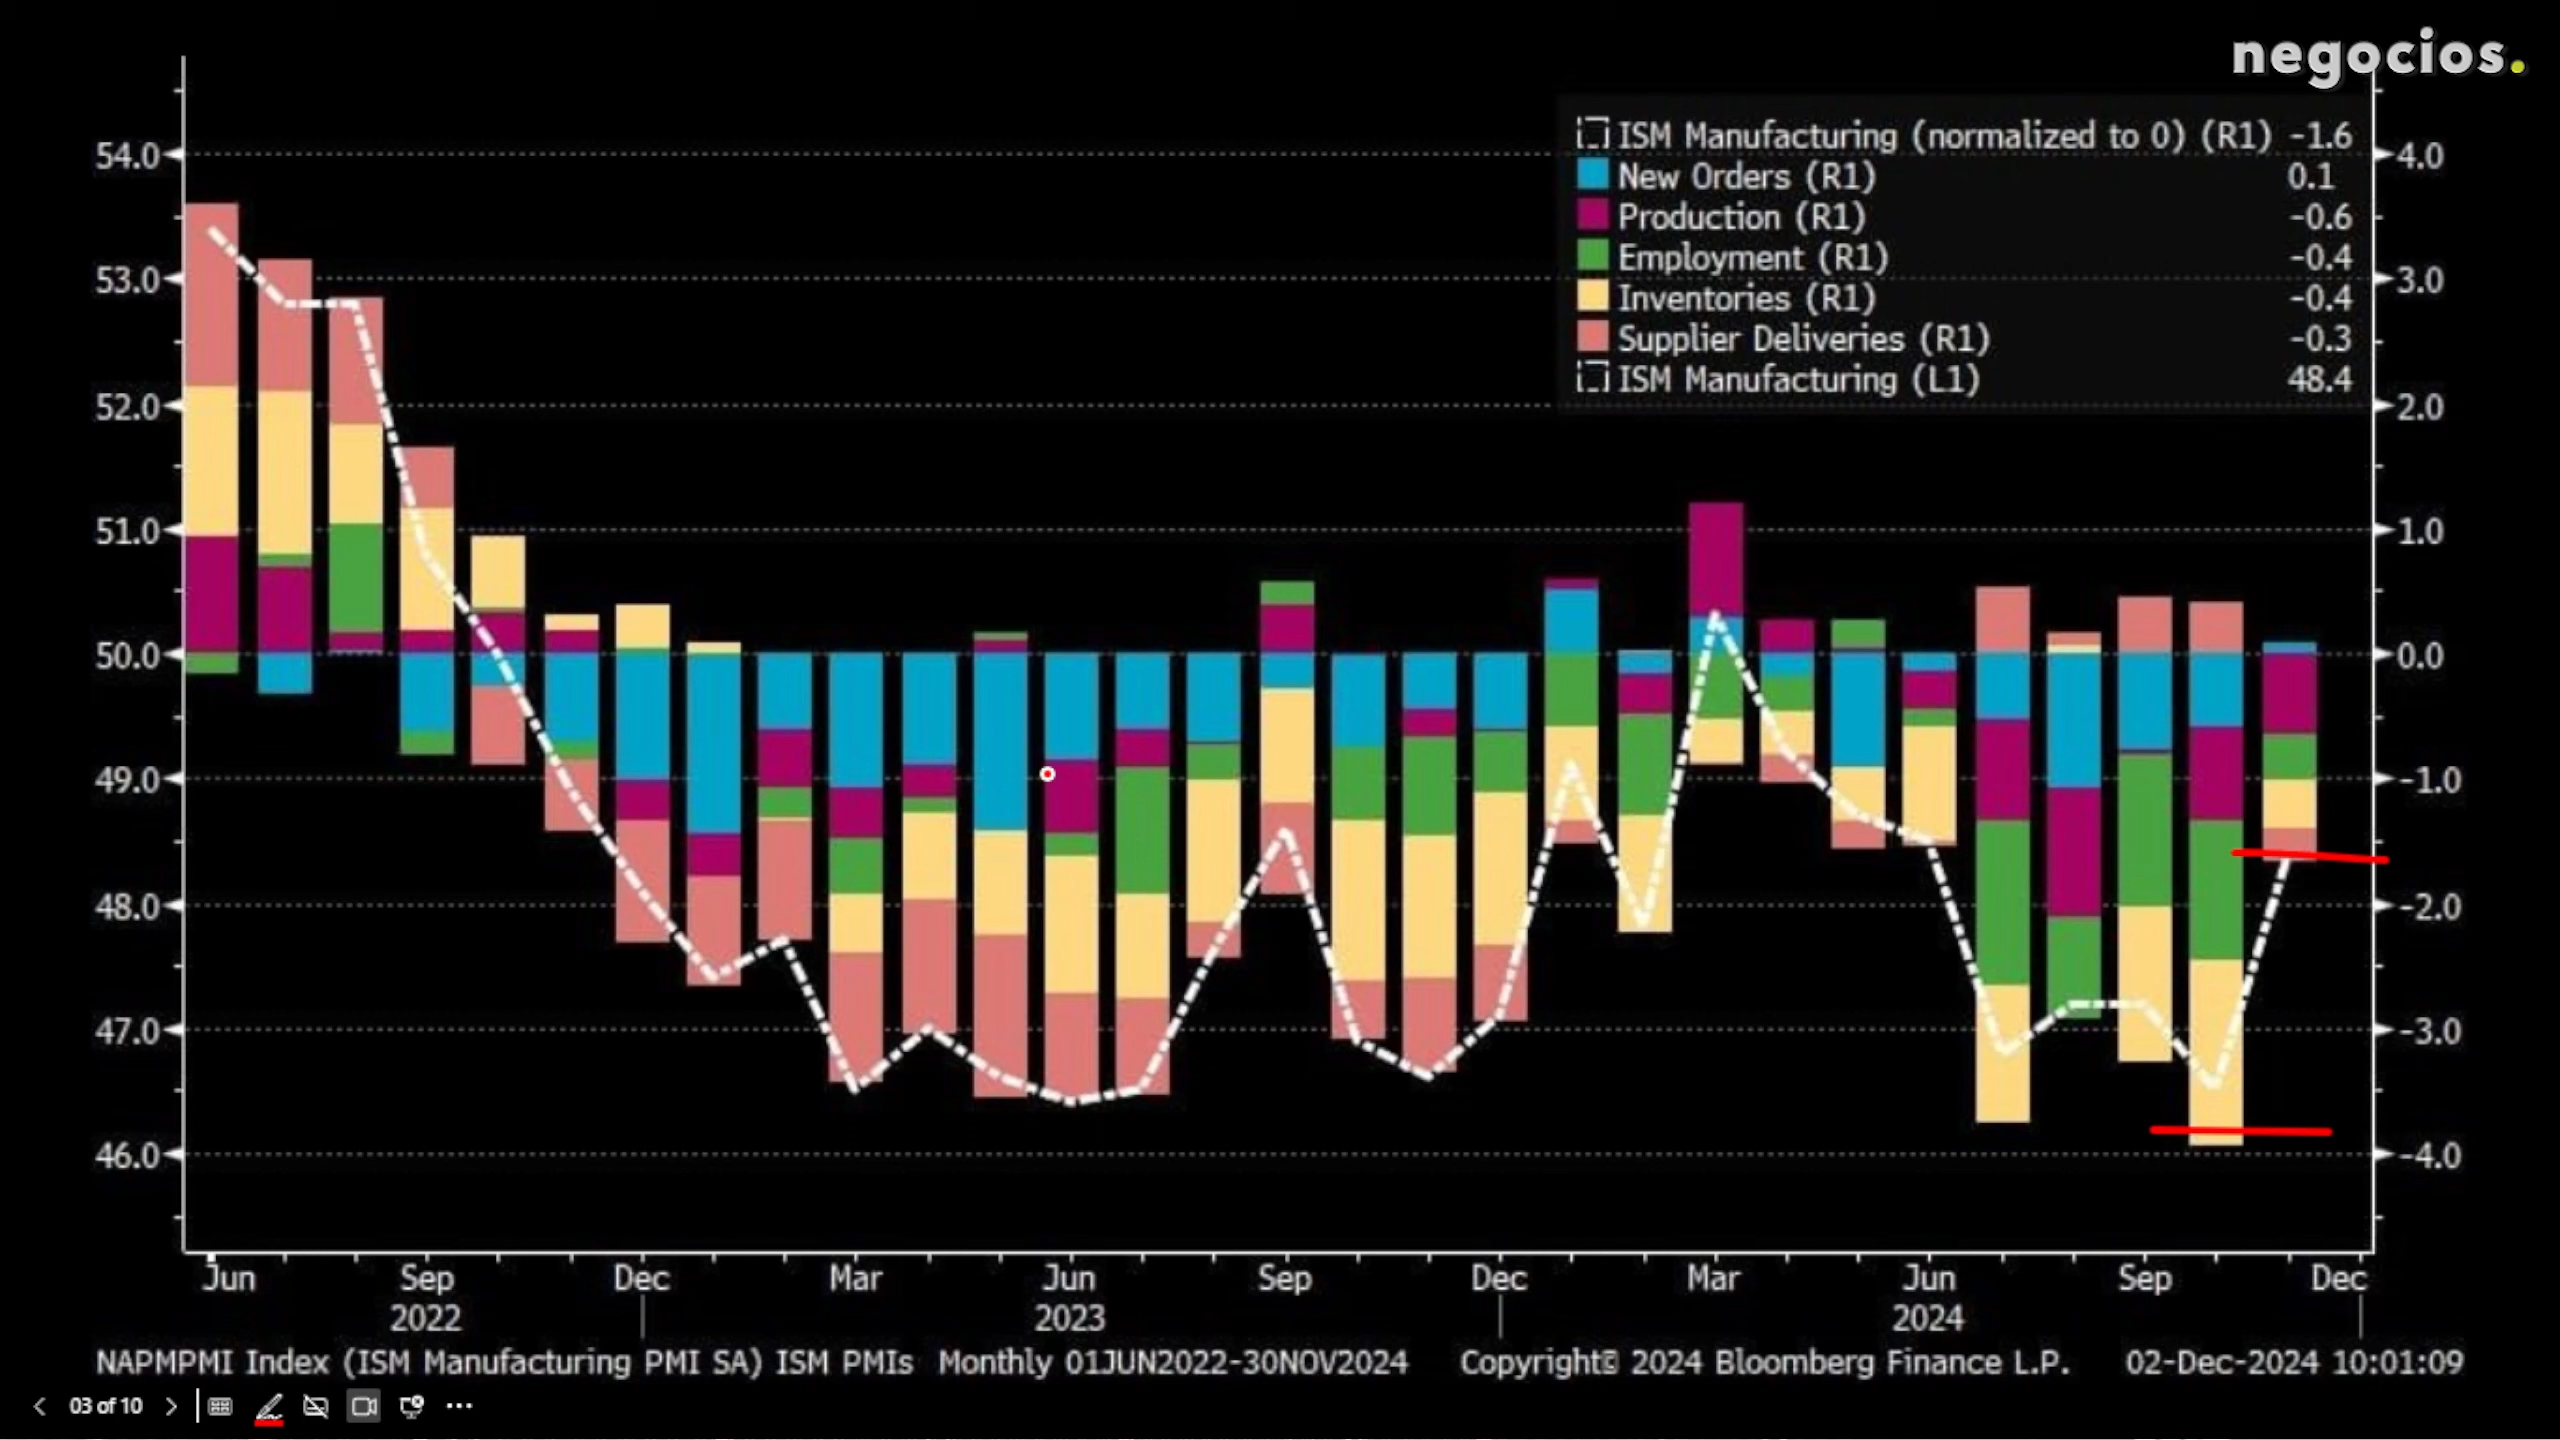 negocios.
ISM Manufacturing (normalized to 0) (R1) -1.6
New Orders (R1) 0.1
Production (R1) -0.6
Employment (R1) -0.4
Inventories (R1) -0.4
Supplier Deliveries (R1) -0.3
ISM Manufacturing (L1) 48.4
54.0 4.0
53.0 3.0
52.0 2.0
51.0 1.0
50.0 0.0
49.0 -1.0
48.0 -2.0
47.0 -3.0
46.0 -4.0
Jun Sep Dec Mar Jun Sep Dec Mar Jun Sep Dec
2022 2023 2024
NAPMPMI Index (ISM Manufacturing PMI SA) ISM PMIs Monthly 01JUN2022-30NOV2024 Copyright© 2024 Bloomberg Finance L.P. 02-Dec-2024 10:01:09
03 of 10